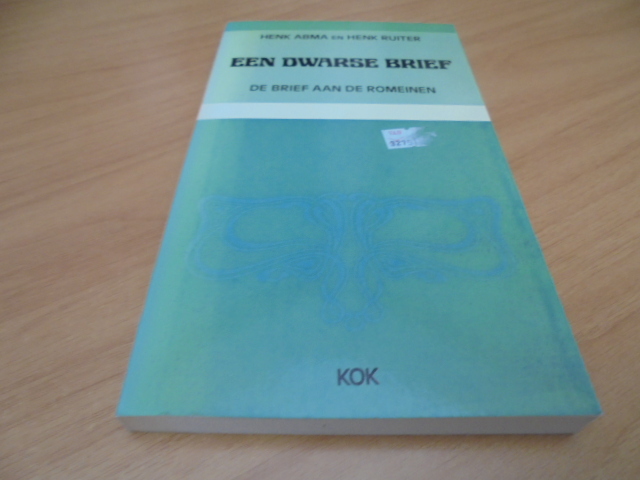 HENK ABMA EN HENK RUITER
EEN DWARSE BRIEF
DE BRIEF AAN DE ROMEINEN
KOK